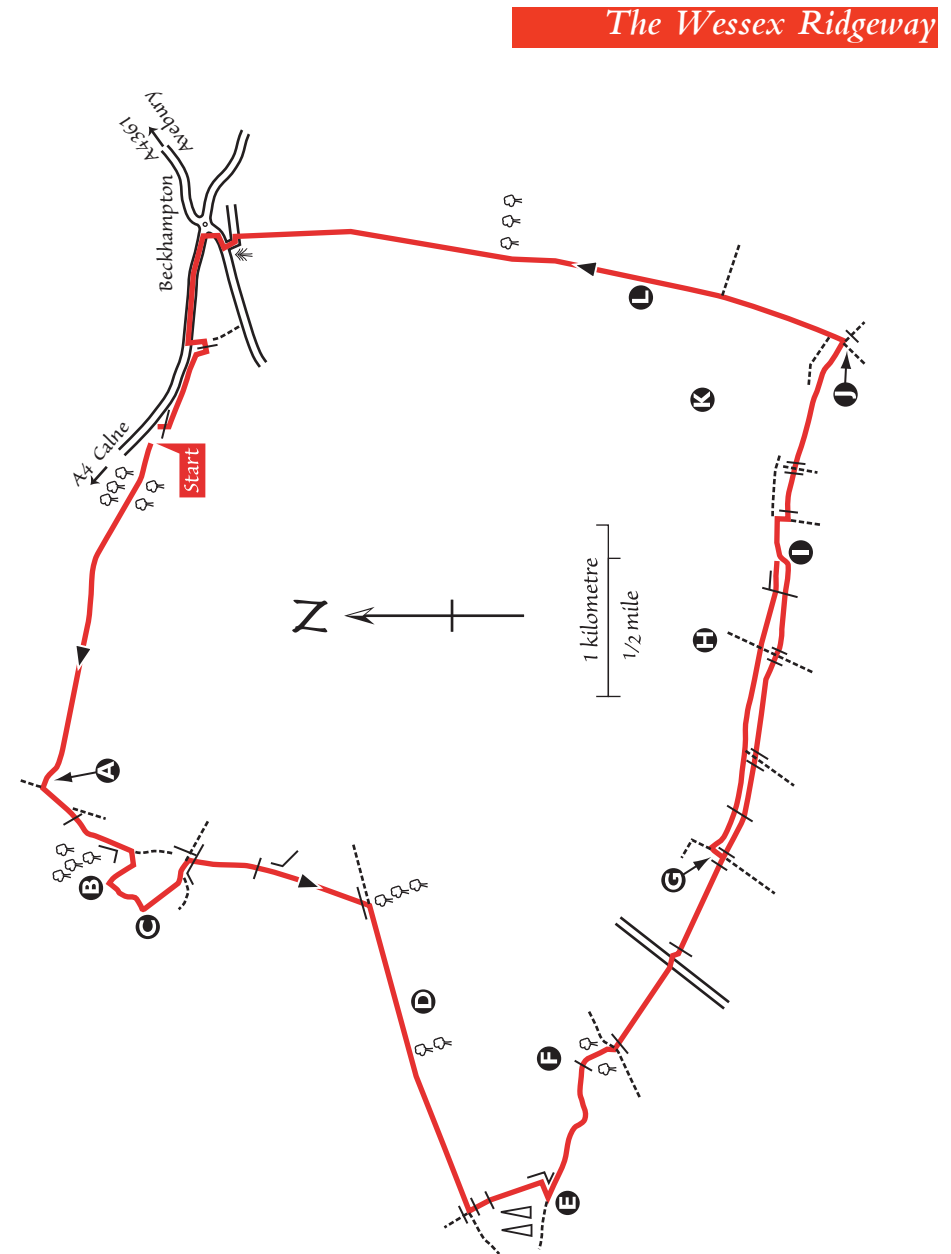 The Wessex Ridgeway
Avebury
A4361
Beckhampton
A4 Calne
Start
N
1 kilometre
1/2 mile
A
B
C
D
E
F
G
H
I
J
K
L